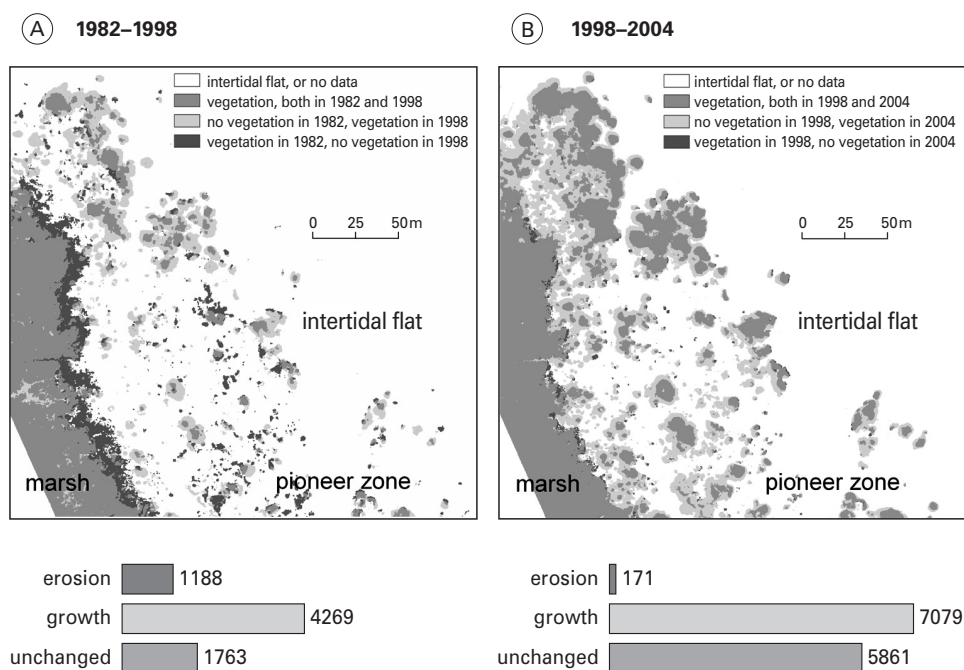 A 1982–1998
intertidal flat, or no data
vegetation, both in 1982 and 1998
no vegetation in 1982, vegetation in 1998
vegetation in 1982, no vegetation in 1998
0 25 50 m
intertidal flat
marsh
pioneer zone
erosion 1188
growth 4269
unchanged 1763
B 1998–2004
intertidal flat, or no data
vegetation, both in 1998 and 2004
no vegetation in 1998, vegetation in 2004
vegetation in 1998, no vegetation in 2004
0 25 50 m
intertidal flat
marsh
pioneer zone
erosion 171
growth 7079
unchanged 5861